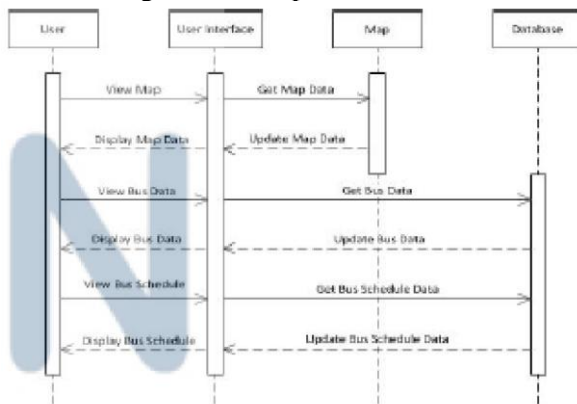 User User Interface Map Database
View Map Get Map Data
Display Map Data Update Map Data
View Bus Data Get Bus Data
Display Bus Data Update Bus Data
View Bus Schedule Get Bus Schedule Data
Display Bus Schedule Update Bus Schedule Data